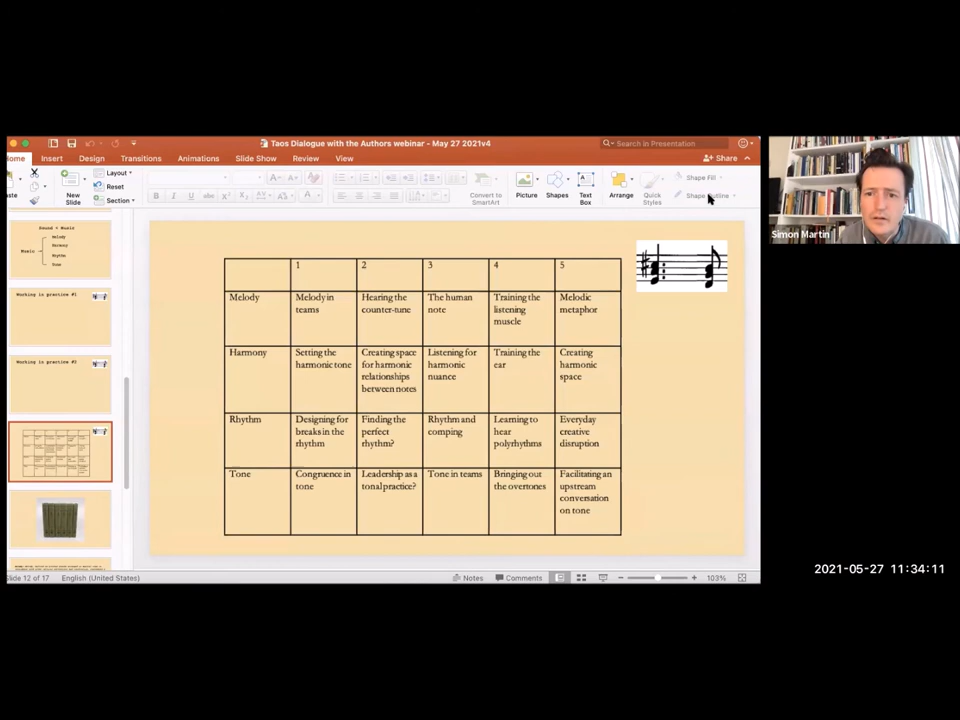 Taos Dialogue with the Authors webinar - May 27 2021v4
Search in Presentation
Home Insert Design Transitions Animations Slide Show Review View
Share
New Slide
Layout
Reset
Section
Convert to SmartArt
Picture
Shapes
Text Box
Arrange
Quick Styles
Shape Fill
Shape Outline
Simon Martin
Sound = Music
Music
Melody
Harmony
Rhythm
Tone
Working in practice #1
Working in practice #2
1 2 3 4 5
Melody
Melody in
teams
Hearing the
counter-tune
The human
note
Training the
listening
muscle
Melodic
metaphor
Harmony
Setting the
harmonic tone
Creating space
for harmonic
relationships
between notes
Listening for
harmonic
nuance
Training the
ear
Creating
harmonic
space
Rhythm
Designing for
breaks in the
rhythm
Finding the
perfect
rhythm?
Rhythm and
comping
Learning to
hear
polyrhythms
Everyday
creative
disruption
Tone
Congruence in
tone
Leadership as a
tonal practice?
Tone in teams
Bringing out
the overtones
Facilitating an
upstream
conversation
on tone
Slide 12 of 17 English (United States)
Notes Comments 103%
2021-05-27 11:34:11